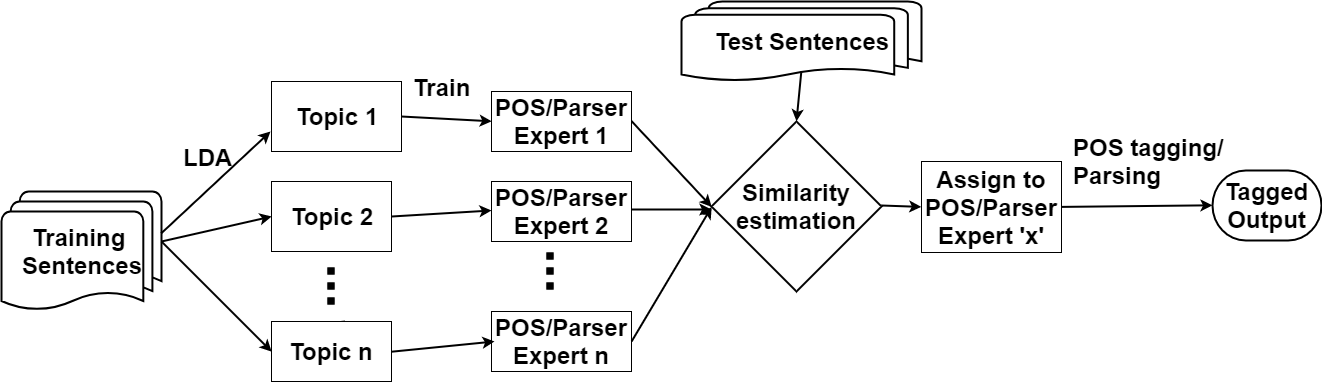 Training
Sentences
LDA
Topic 1
Topic 2
Topic n
Train
POS/Parser
Expert 1
POS/Parser
Expert 2
POS/Parser
Expert n
Test Sentences
Similarity
estimation
Assign to
POS/Parser
Expert 'x'
POS tagging/
Parsing
Tagged
Output